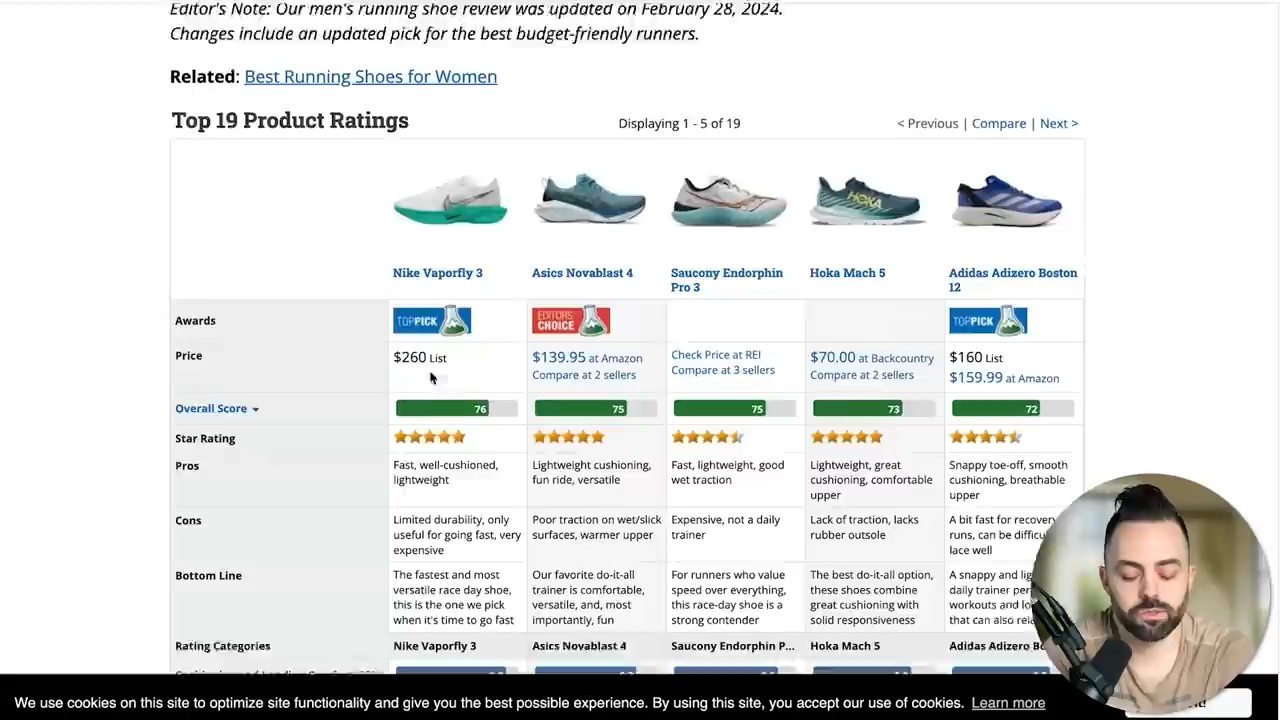 Editor's Note: Our men's running shoe review was updated on February 28, 2024.
Changes include an updated pick for the best budget-friendly runners.
Related: Best Running Shoes for Women
Top 19 Product Ratings
Displaying 1 - 5 of 19
< Previous | Compare | Next >
HOKA
Nike Vaporfly 3
Asics Novablast 4
Saucony Endorphin
Pro 3
Hoka Mach 5
Adidas Adizero Boston
12
Awards
TOP PICK
EDITORS
CHOICE
TOP PICK
Price
$260 List
$139.95 at Amazon
Compare at 2 sellers
Check Price at REI
Compare at 3 sellers
$70.00 at Backcountry
Compare at 2 sellers
$160 List
$159.99 at Amazon
Overall Score
76
75
75
73
72
Star Rating
Pros
Fast, well-cushioned,
lightweight
Lightweight cushioning,
fun ride, versatile
Fast, lightweight, good
wet traction
Lightweight, great
cushioning, comfortable
upper
Snappy toe-off, smooth
cushioning, breathable
upper
Cons
Limited durability, only
useful for going fast, very
expensive
Poor traction on wet/slick
surfaces, warmer upper
Expensive, not a daily
trainer
Lack of traction, lacks
rubber outsole
A bit fast for recovery
runs, can be
lace well
Bottom Line
The fastest and most
versatile race day shoe,
this is the one we pick
when it's time to go fast
Our favorite do-it-all
trainer is comfortable,
versatile, and, most
importantly, fun
For runners who value
speed over everything,
this race-day shoe is a
strong contender
The best do-it-all option,
these shoes combine
great cushioning with
solid responsiveness
A snappy and
daily trainer
workouts and
that can also
Rating Categories
Nike Vaporfly 3
Asics Novablast 4
Saucony Endorphin P...
Hoka Mach 5
Adidas Adizero
We use cookies on this site to optimize site functionality and give you the best possible experience. By using this site, you accept our use of cookies. Learn more